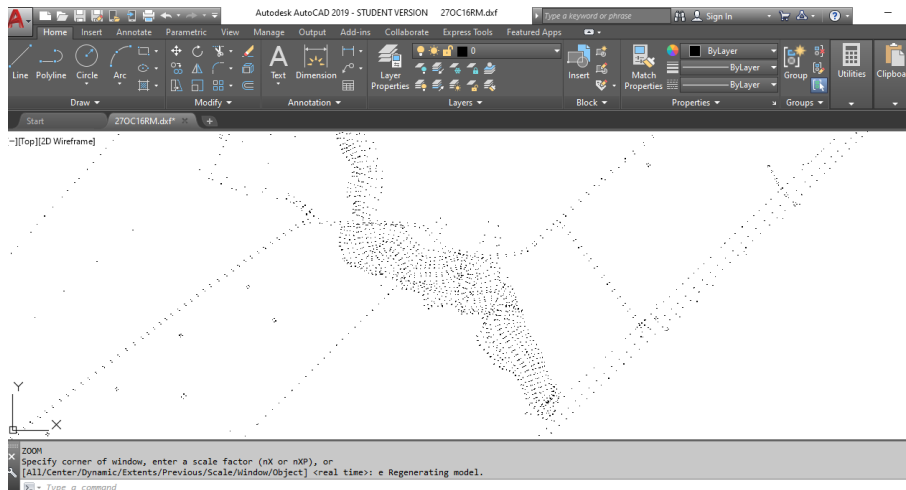 Autodesk AutoCAD 2019 - STUDENT VERSION 27OC16RM.dxf
Type a keyword or phrase
Sign In
Home Insert Annotate Parametric View Manage Output Add-ins Collaborate Express Tools Featured Apps
0
ByLayer
ByLayer
ByLayer
Line Polyline Circle Arc
Text Dimension
Layer Properties
Insert
Match Properties
Group
Utilities
Clipboa
Draw Modify Annotation Layers Block Properties Groups
Start 27OC16RM.dxf*
–][Top][2D Wireframe]
Y
X
ZOOM
Specify corner of window, enter a scale factor (nX or nXP), or
[All/Center/Dynamic/Extents/Previous/Scale/Window/Object] <real time>: e Regenerating model.
Type a command